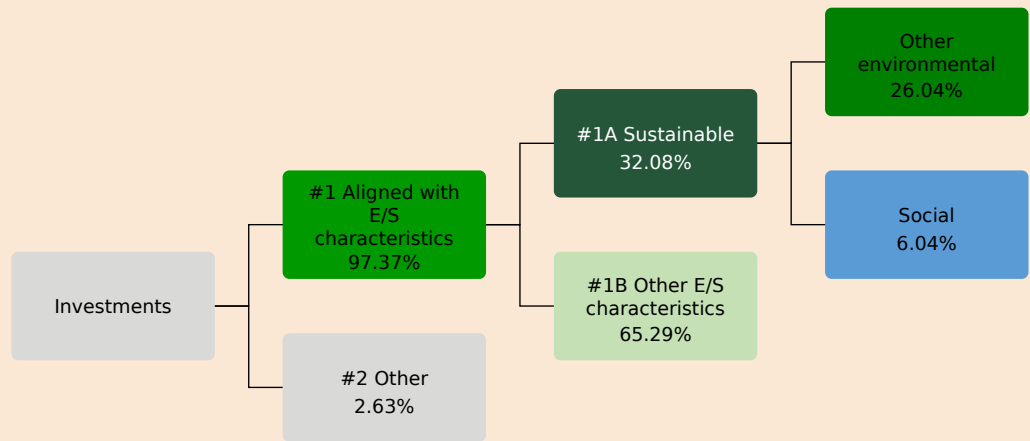 Investments
#1 Aligned with
E/S
characteristics
97.37%
#2 Other
2.63%
#1A Sustainable
32.08%
#1B Other E/S
characteristics
65.29%
Other
environmental
26.04%
Social
6.04%